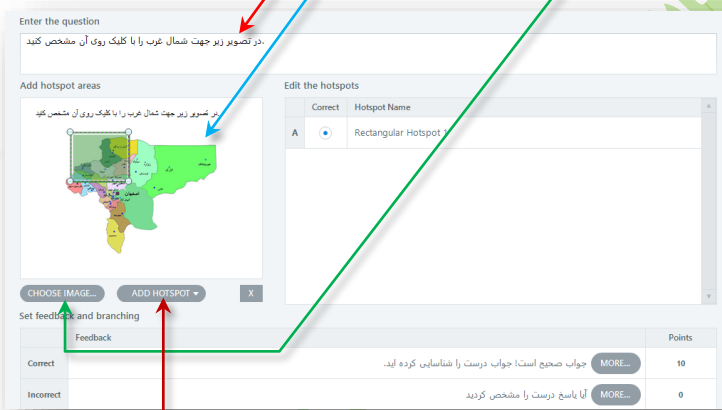 Enter the question
در تصویر زیر جهت شمال غرب را با کلیک روی آن مشخص کنید.
Add hotspot areas
Edit the hotspots
در تصویر زیر جهت شمال غرب را با کلیک روی آن مشخص کنید.
Correct Hotspot Name
A Rectangular Hotspot 1
اصفهان
CHOOSE IMAGE... ADD HOTSPOT X
Set feedback and branching
Feedback Points
Correct جواب صحیح است! جواب درست را شناسایی کرده اید. MORE... 10
Incorrect آیا پاسخ درست را مشخص کردید MORE... 0